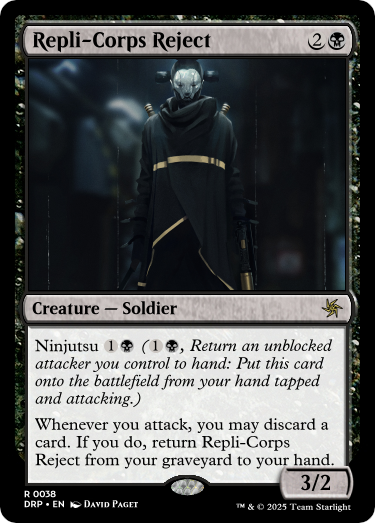 Repli-Corps Reject 2
Creature — Soldier
Ninjutsu 1 (1, Return an unblocked
attacker you control to hand: Put this card
onto the battlefield from your hand tapped
and attacking.)
Whenever you attack, you may discard a
card. If you do, return Repli-Corps
Reject from your graveyard to your hand.
3/2
R 0038
DRP • EN David Paget
™ & © 2025 Team Starlight